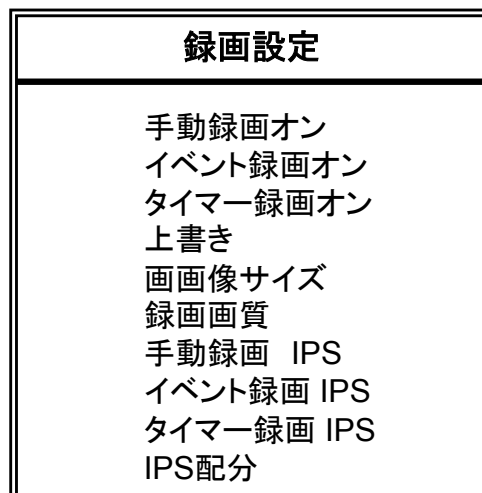 録画設定
手動録画オン
イベント録画オン
タイマー録画オン
上書き
画画像サイズ
録画画質
手動録画 IPS
イベント録画 IPS
タイマー録画 IPS
IPS配分